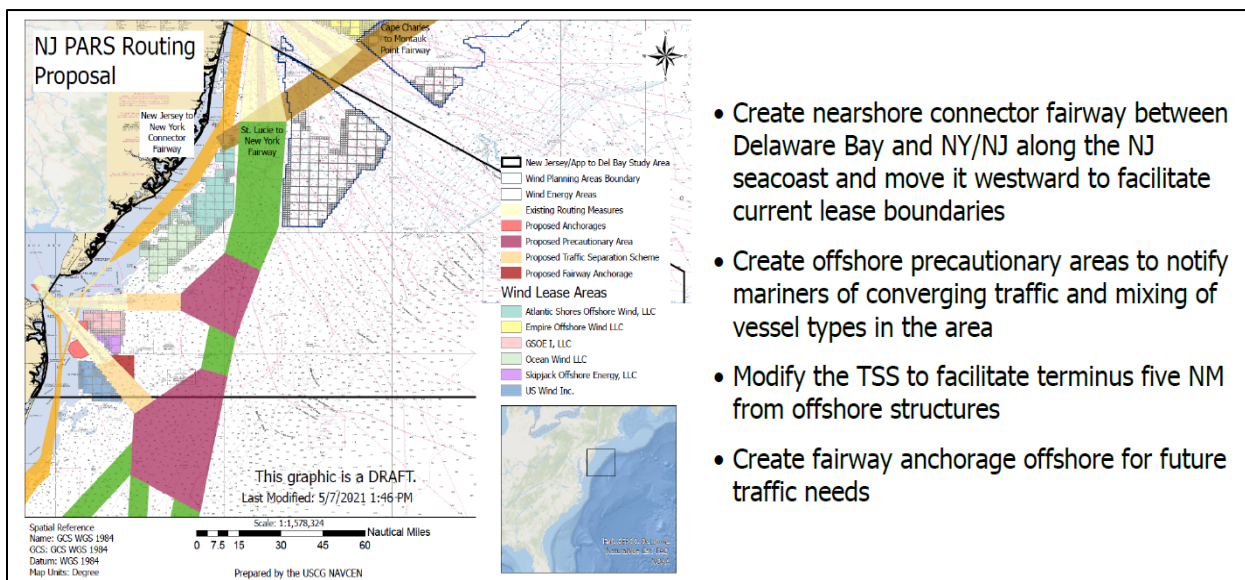 NJ PARS Routing
Proposal
Cape Charles
to Montauk
Point Fairway
New Jersey to
New York
Connector
Fairway
St. Lucie to
New York
Fairway
New Jersey/App to Del Bay Study Area
Wind Planning Areas Boundary
Wind Energy Areas
Existing Routing Measures
Proposed Anchorages
Proposed Precautionary Area
Proposed Traffic Separation Scheme
Proposed Fairway Anchorage
Wind Lease Areas
Atlantic Shores Offshore Wind, LLC
Empire Offshore Wind LLC
GSOE I, LLC
Ocean Wind LLC
Skipjack Offshore Energy, LLC
US Wind Inc.
This graphic is a DRAFT.
Last Modified: 5/7/2021 1:46 PM
Spatial Reference
Name: GCS WGS 1984
GCS: GCS WGS 1984
Datum: WGS 1984
Map Units: Degree
Scale: 1:1,578,324
Nautical Miles
0 7.5 15 30 45 60
Prepared by the USCG NAVCEN
• Create nearshore connector fairway between
Delaware Bay and NY/NJ along the NJ
seacoast and move it westward to facilitate
current lease boundaries
• Create offshore precautionary areas to notify
mariners of converging traffic and mixing of
vessel types in the area
• Modify the TSS to facilitate terminus five NM
from offshore structures
• Create fairway anchorage offshore for future
traffic needs